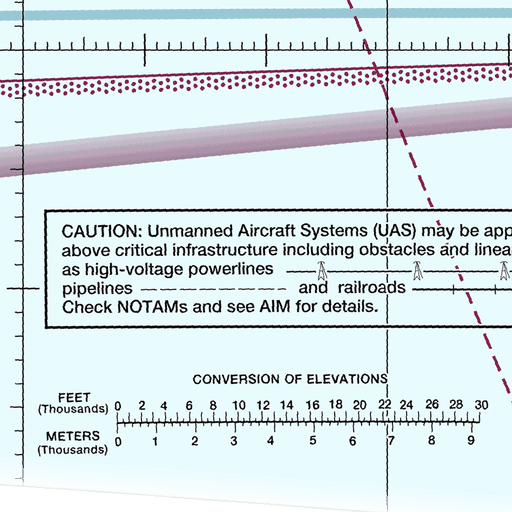 CAUTION: Unmanned Aircraft Systems (UAS) may be app
above critical infrastructure including obstacles and linea
as high-voltage powerlines
pipelines and railroads
Check NOTAMs and see AIM for details.
CONVERSION OF ELEVATIONS
FEET (Thousands) 0 2 4 6 8 10 12 14 16 18 20 22 24 26 28 30
METERS (Thousands) 0 1 2 3 4 5 6 7 8 9